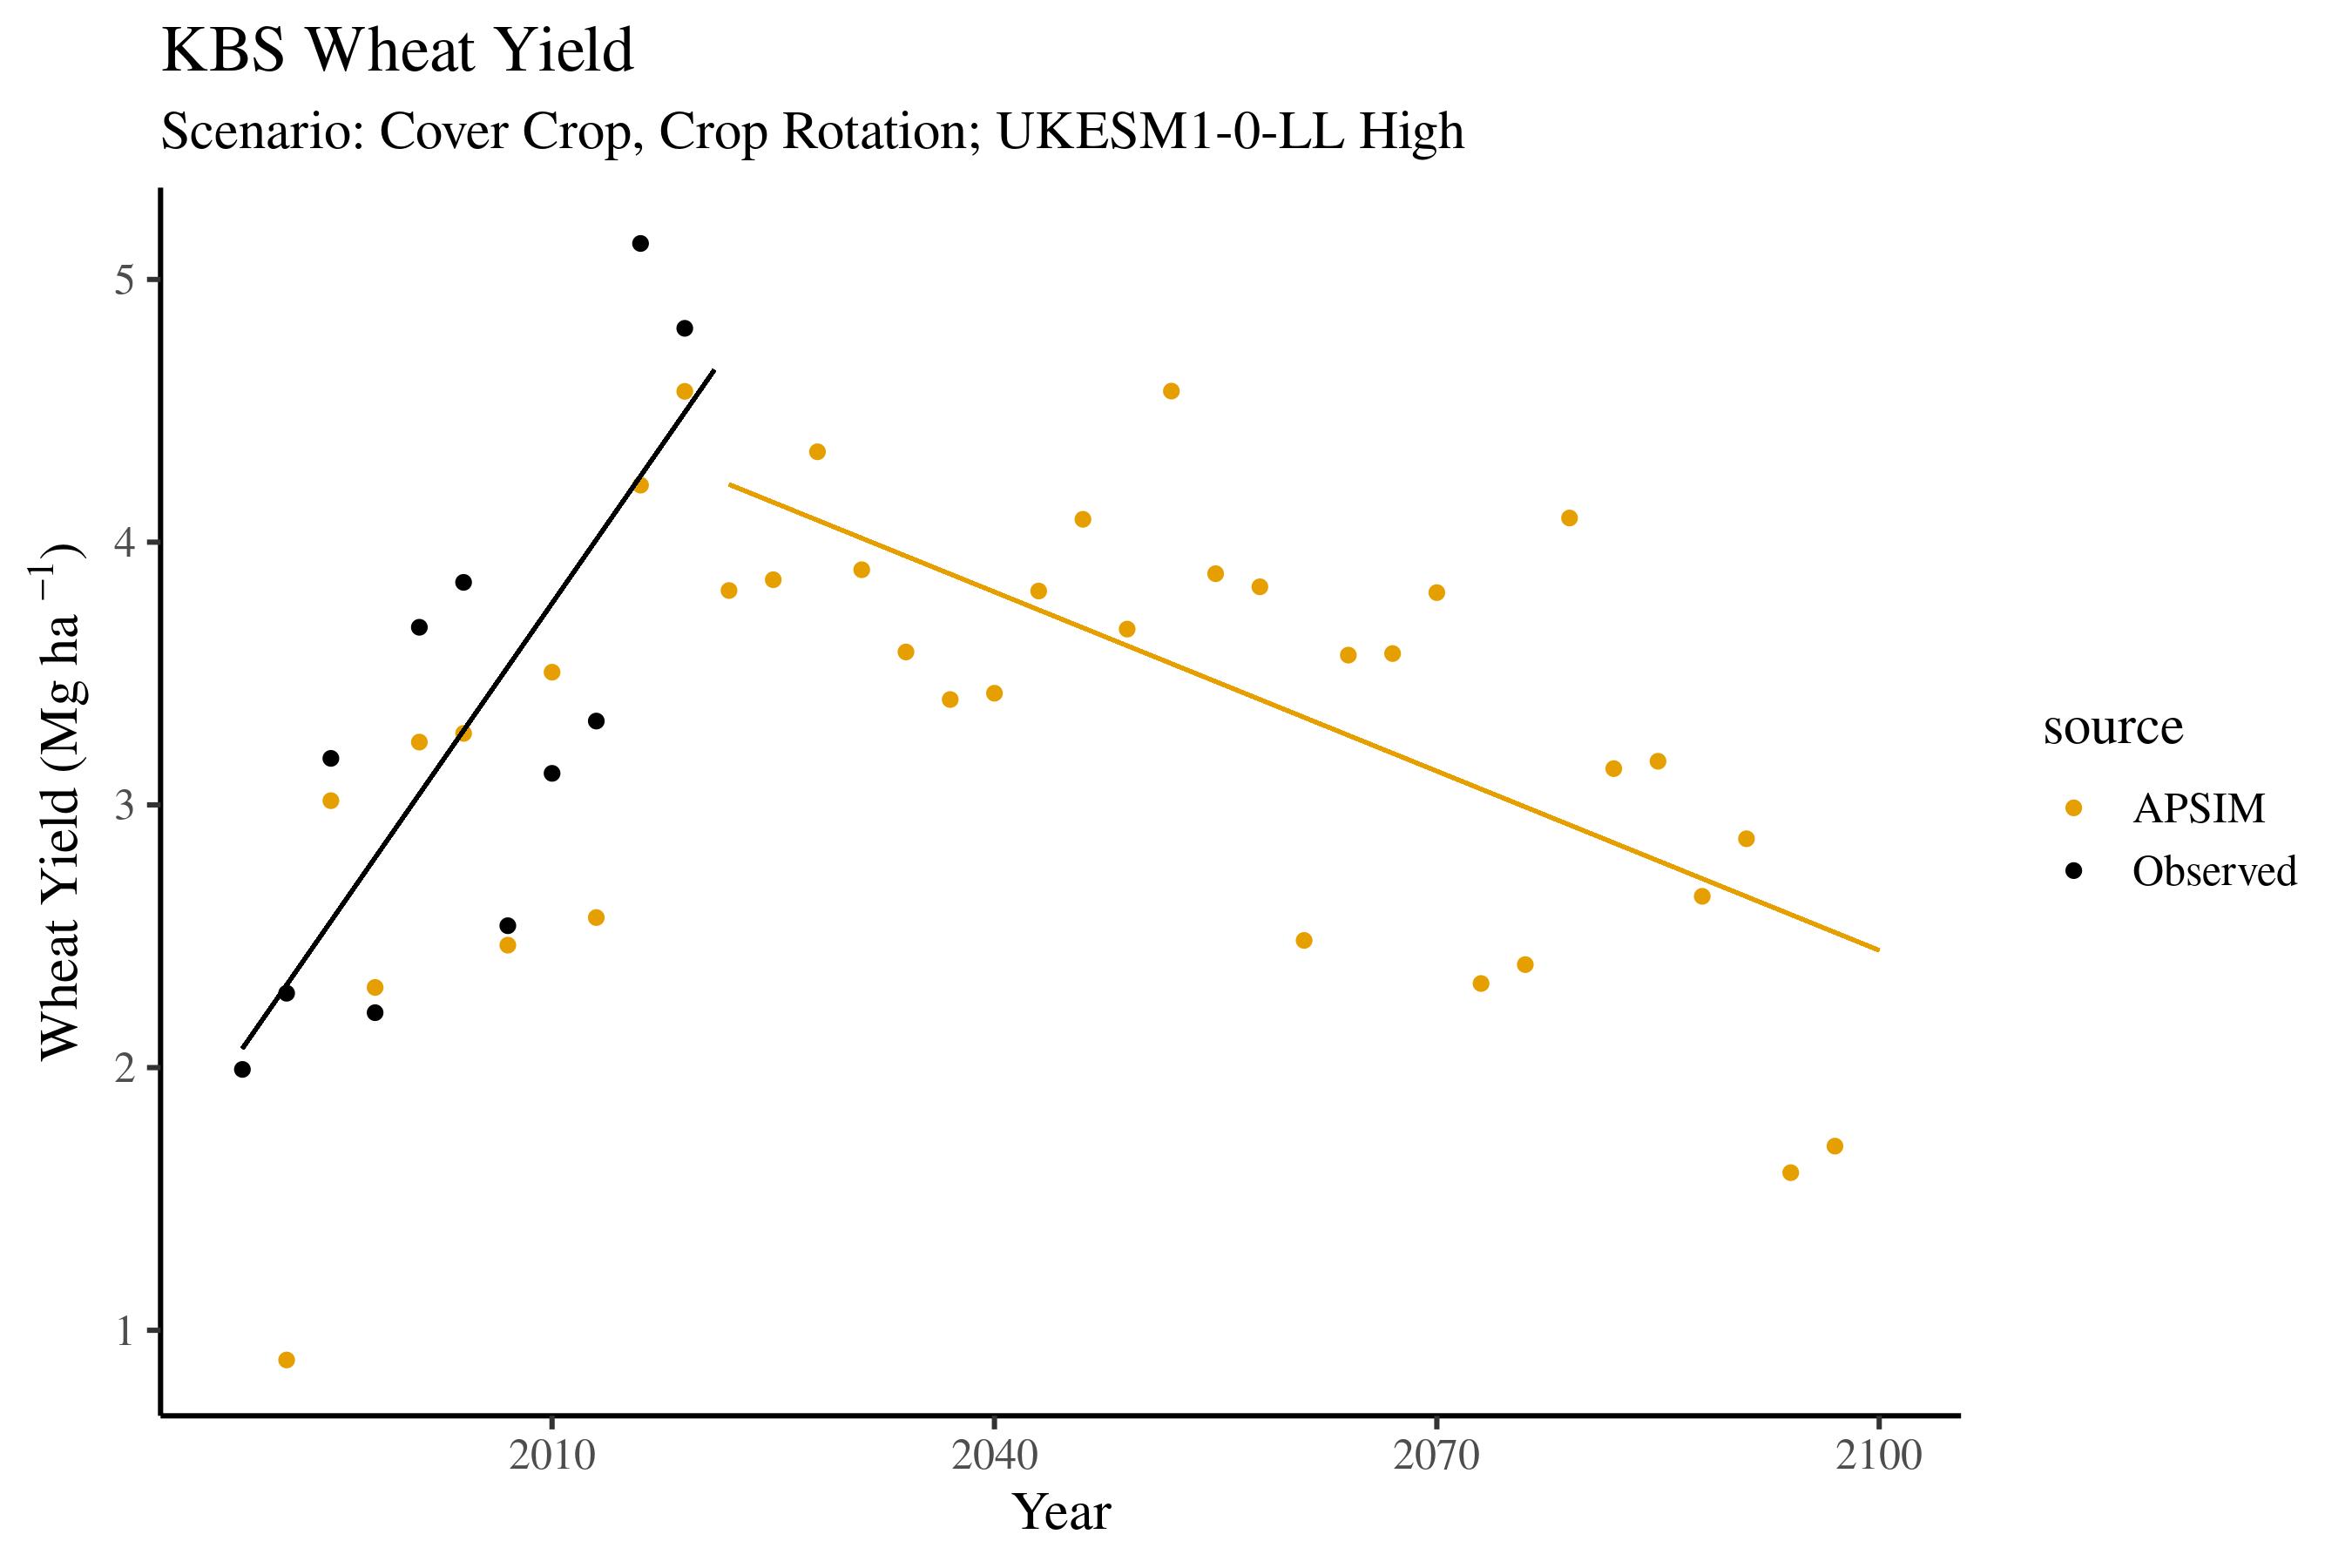 KBS Wheat Yield
Scenario: Cover Crop, Crop Rotation; UKESM1-0-LL High
Wheat Yield (Mg ha −1)
5
4
3
2
1
2010
2040
2070
2100
Year
source
APSIM
Observed